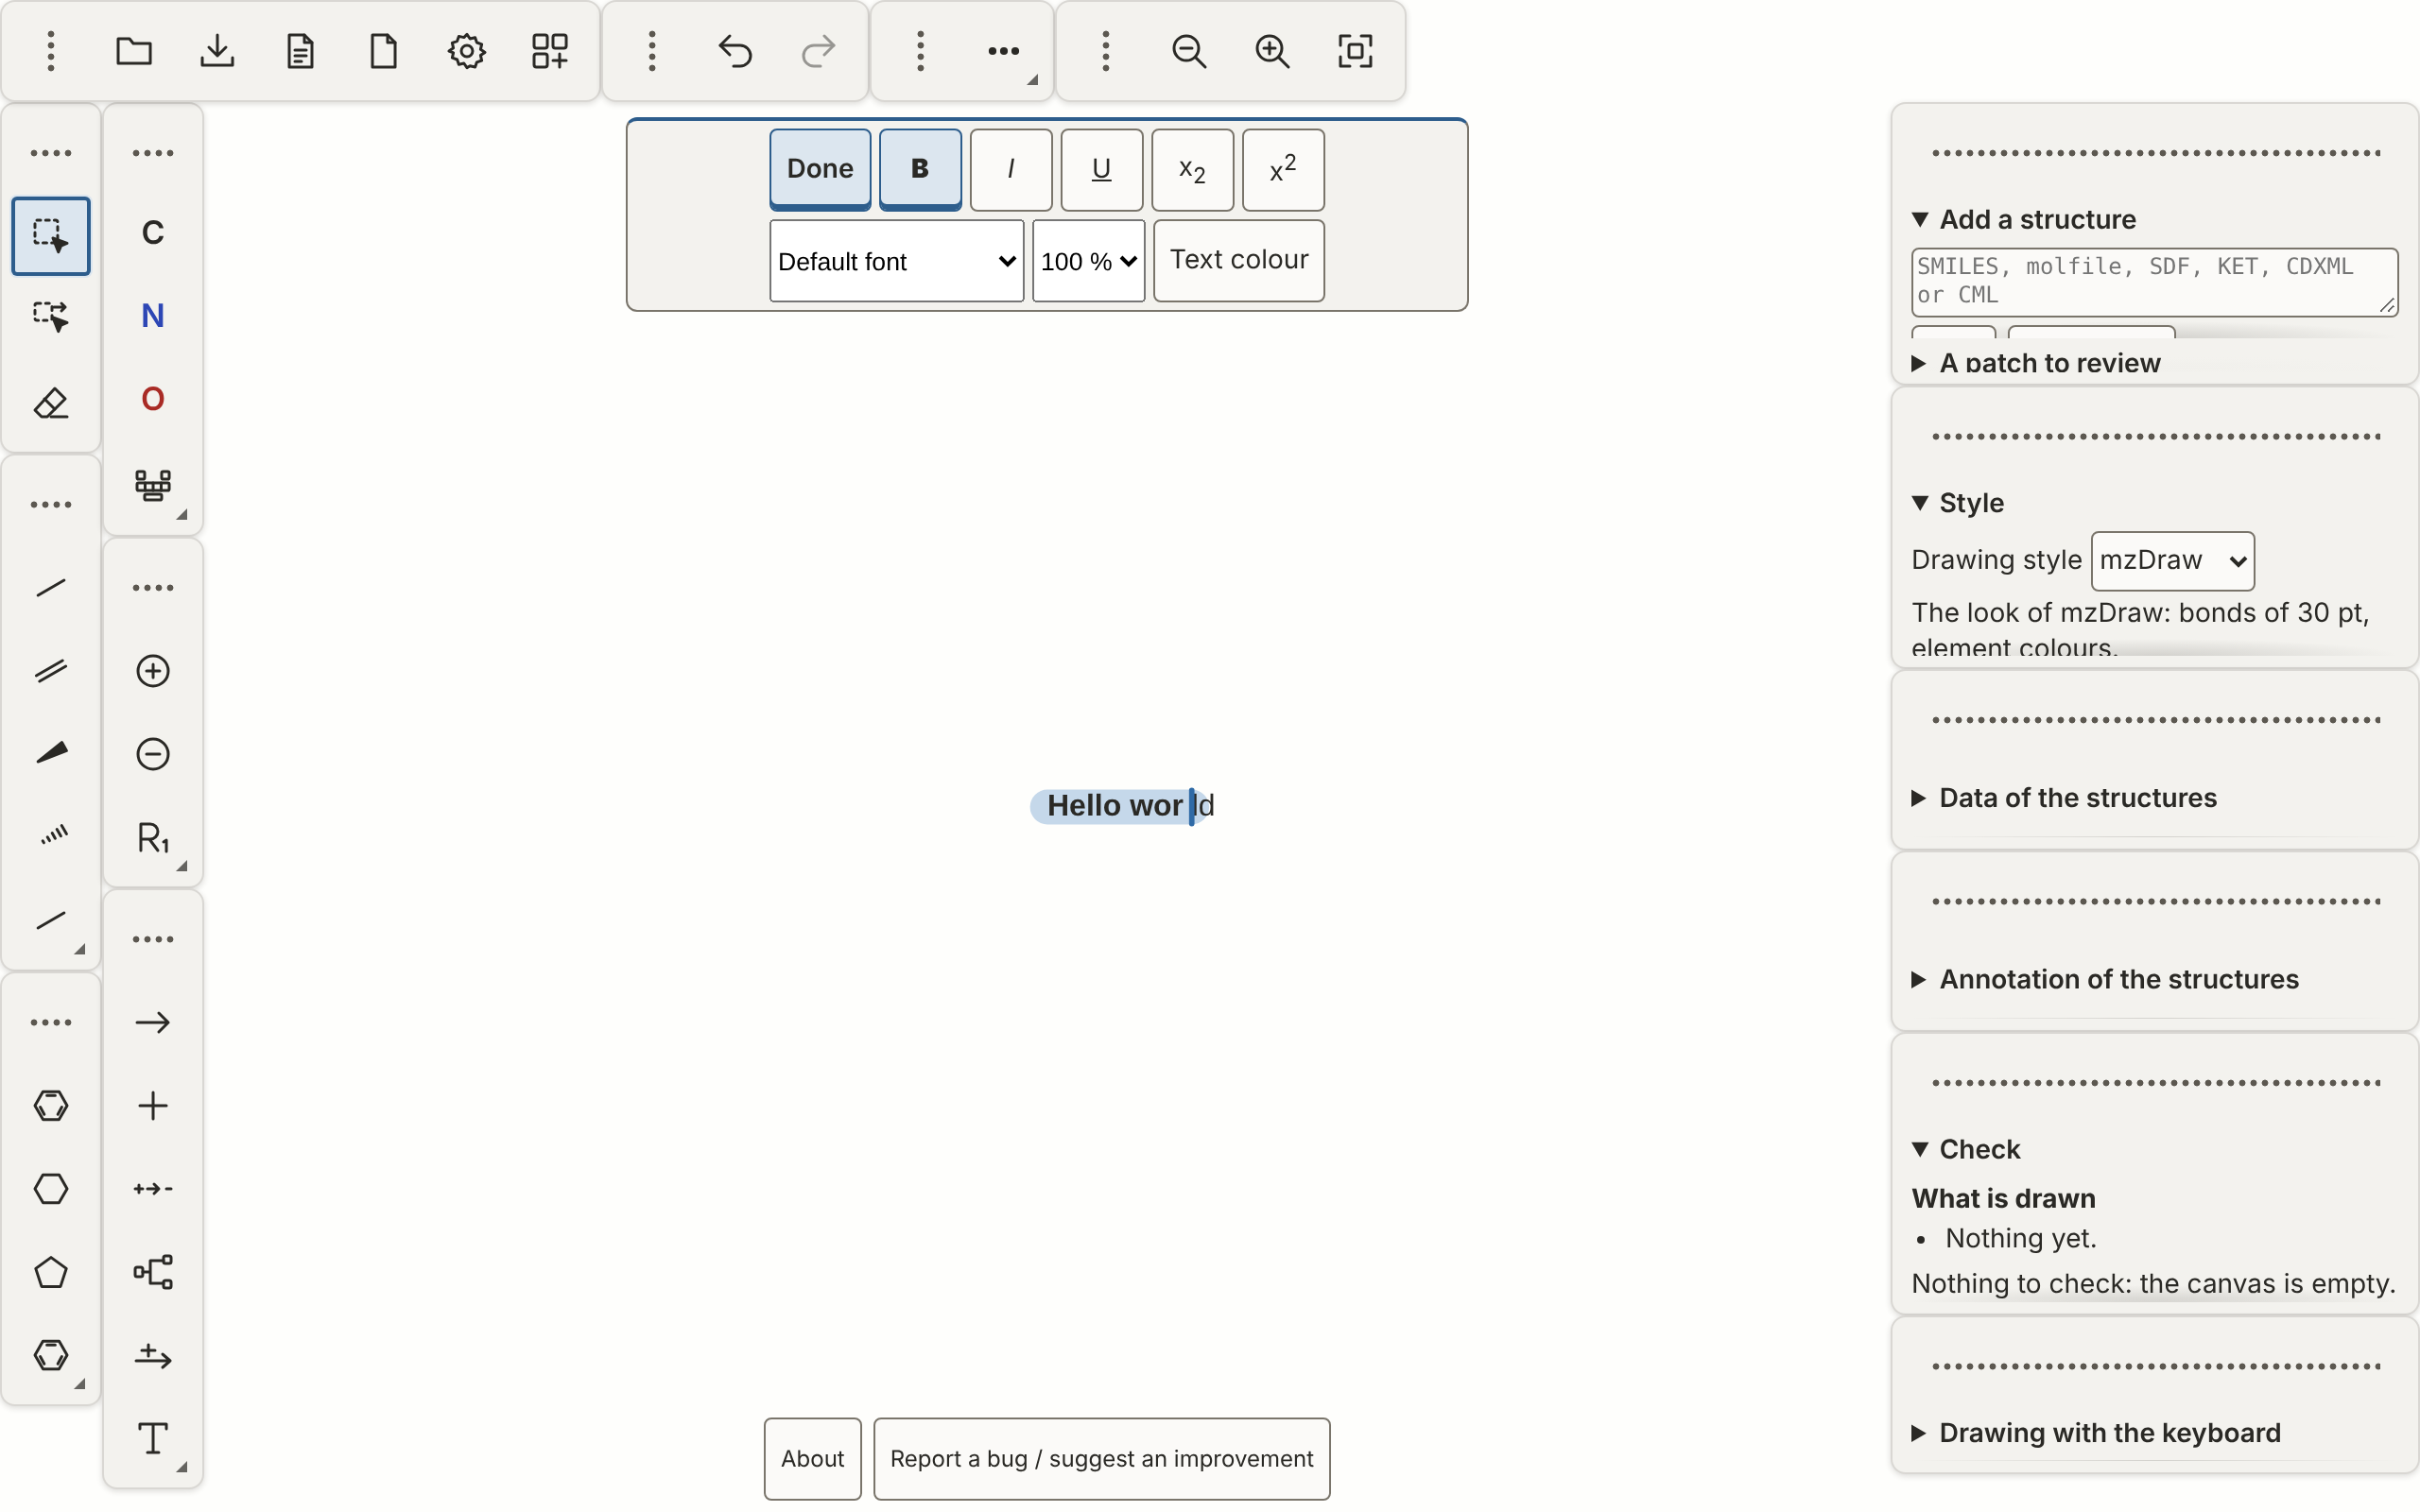 Done B I U x2 x2
Default font 100 % Text colour
C
N
O
R1
T
Hello wor ld
About Report a bug / suggest an improvement
Add a structure
SMILES, molfile, SDF, KET, CDXML
or CML
A patch to review
Style
Drawing style mzDraw
The look of mzDraw: bonds of 30 pt,
element colours.
Data of the structures
Annotation of the structures
Check
What is drawn
• Nothing yet.
Nothing to check: the canvas is empty.
Drawing with the keyboard